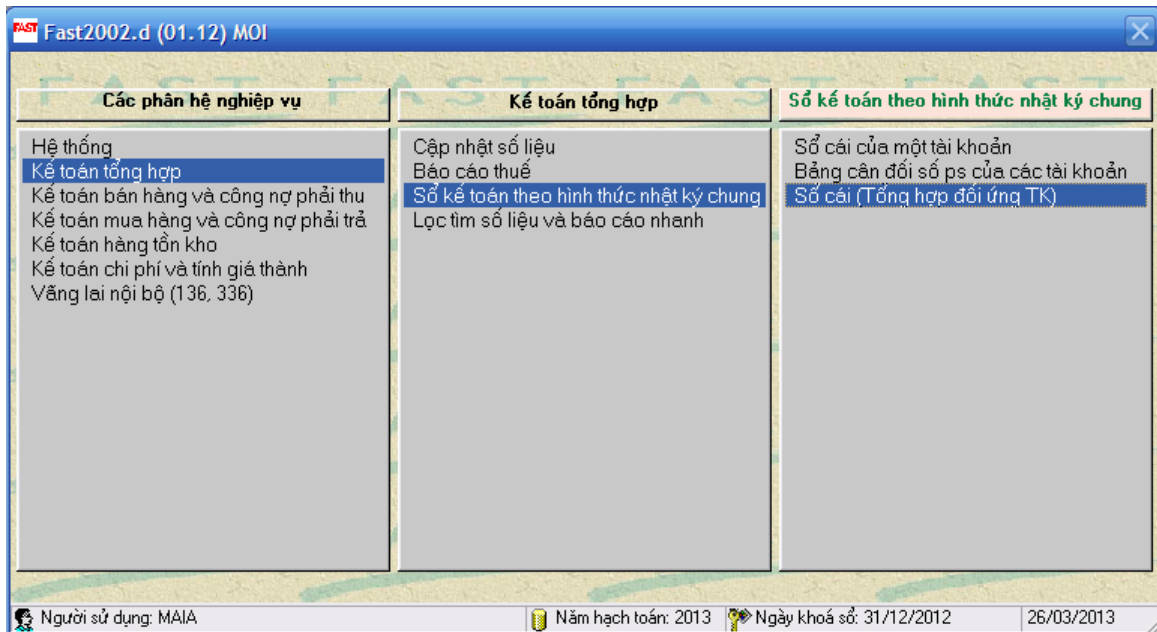 FAST Fast2002.d (01.12) MOI
FAST FAST FAST FAST
Các phân hệ nghiệp vụ
Kế toán tổng hợp
Sổ kế toán theo hình thức nhật ký chung
Hệ thống
Kế toán tổng hợp
Kế toán bán hàng và công nợ phải thu
Kế toán mua hàng và công nợ phải trả
Kế toán hàng tồn kho
Kế toán chi phí và tính giá thành
Vãng lai nội bộ (136, 336)
Cập nhật số liệu
Báo cáo thuế
Sổ kế toán theo hình thức nhật ký chung
Lọc tìm số liệu và báo cáo nhanh
Sổ cái của một tài khoản
Bảng cân đối số ps của các tài khoản
Sổ cái (Tổng hợp đối ứng TK)
Người sử dụng: MAIA
Năm hạch toán: 2013
Ngày khoá sổ: 31/12/2012
26/03/2013